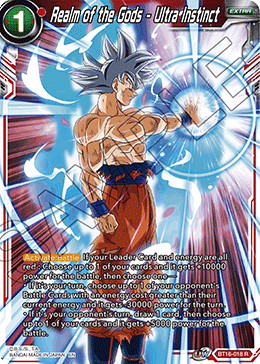 1
Realm of the Gods - Ultra Instinct
EXTRA
Activate Battle If your Leader Card and energy are all
red : Choose up to 1 of your cards and it gets +10000
power for the battle, then choose one—
• If it's your turn, choose up to 1 of your opponent's
Battle Cards with an energy cost greater than their
current energy and it gets -30000 power for the turn.
• If it's your opponent's turn, draw 1 card, then choose
up to 1 of your cards and it gets +5000 power for the
battle.
BANDAI MADE IN JAPAN
BT16-018 R